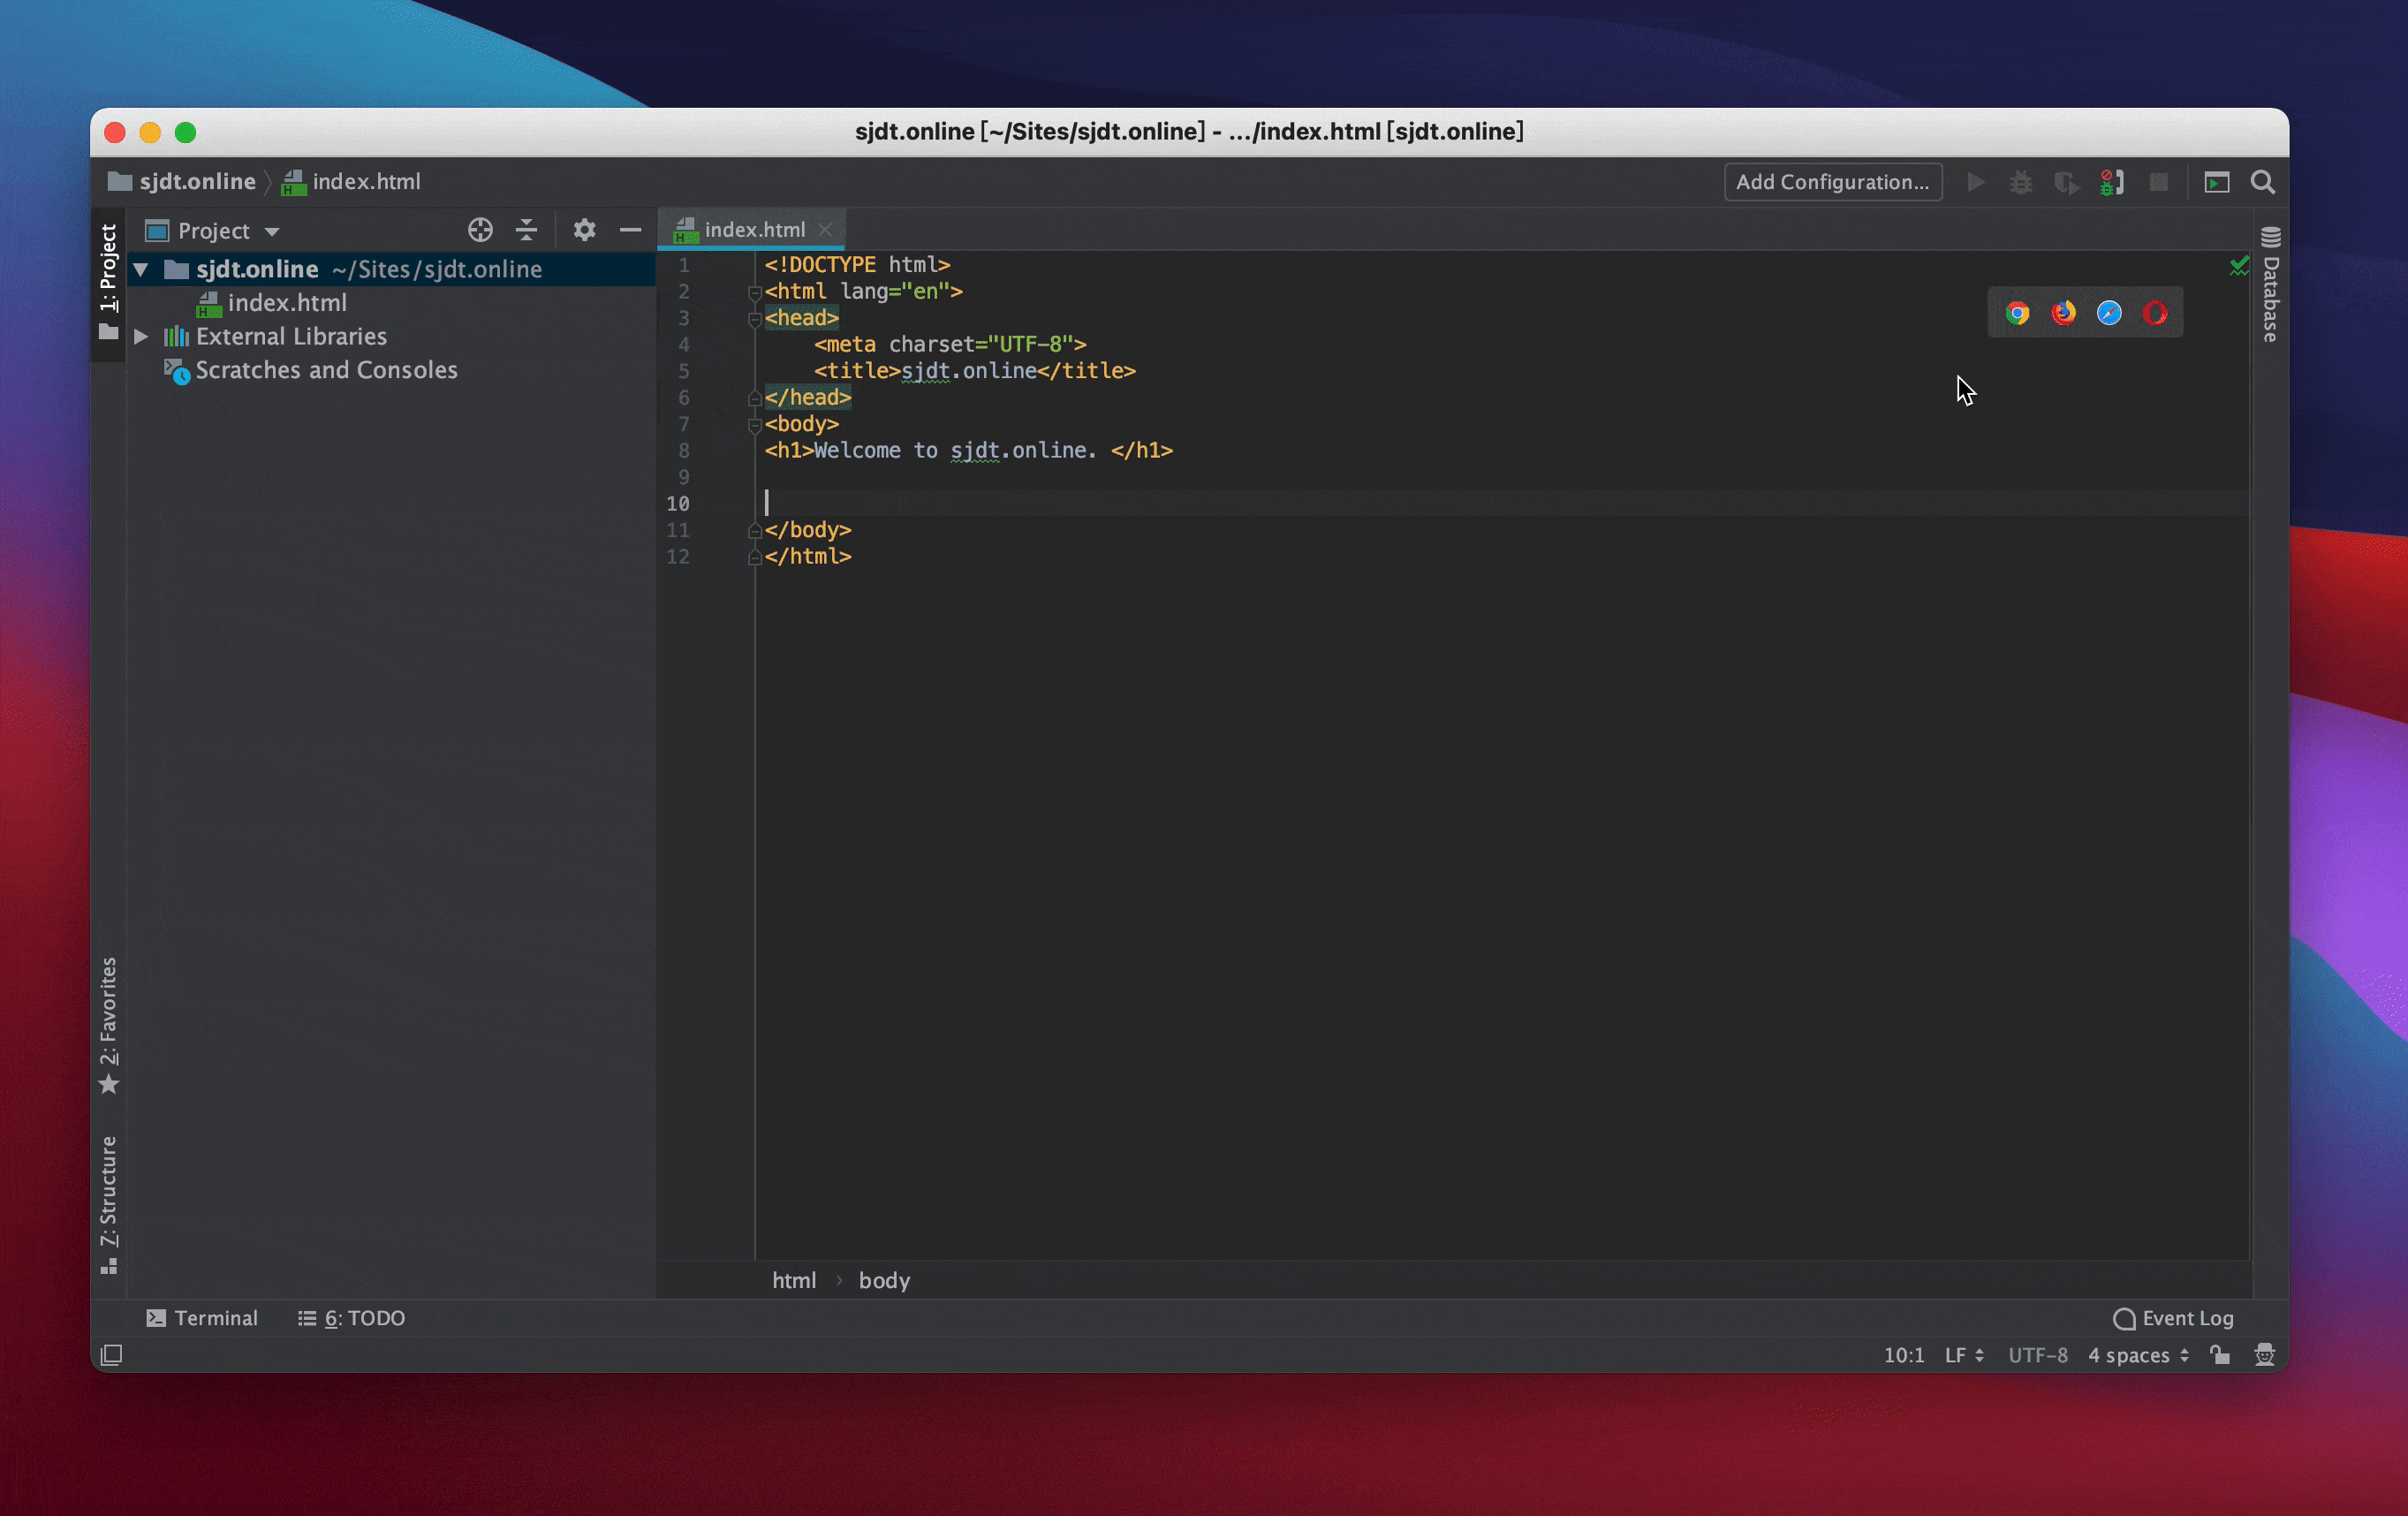 sjdt.online [~/Sites/sjdt.online] - .../index.html [sjdt.online]
sjdt.online index.html
Add Configuration...
1: Project
Project
sjdt.online ~/Sites/sjdt.online
index.html
External Libraries
Scratches and Consoles
2: Favorites
7: Structure
index.html
1 <!DOCTYPE html>
2 <html lang="en">
3 <head>
4 <meta charset="UTF-8">
5 <title>sjdt.online</title>
6 </head>
7 <body>
8 <h1>Welcome to sjdt.online. </h1>
9
10
11 </body>
12 </html>
Database
html › body
Terminal
6: TODO
Event Log
10:1 LF UTF-8 4 spaces